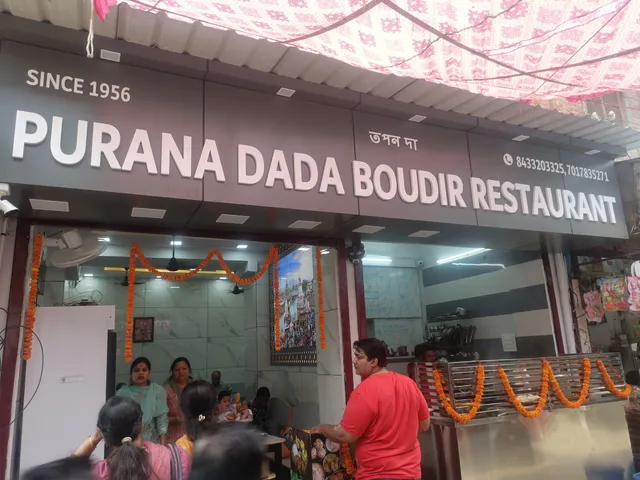 SINCE 1956
তপন দা
8433203325,7017835271
PURANA DADA BOUDIR RESTAURANT